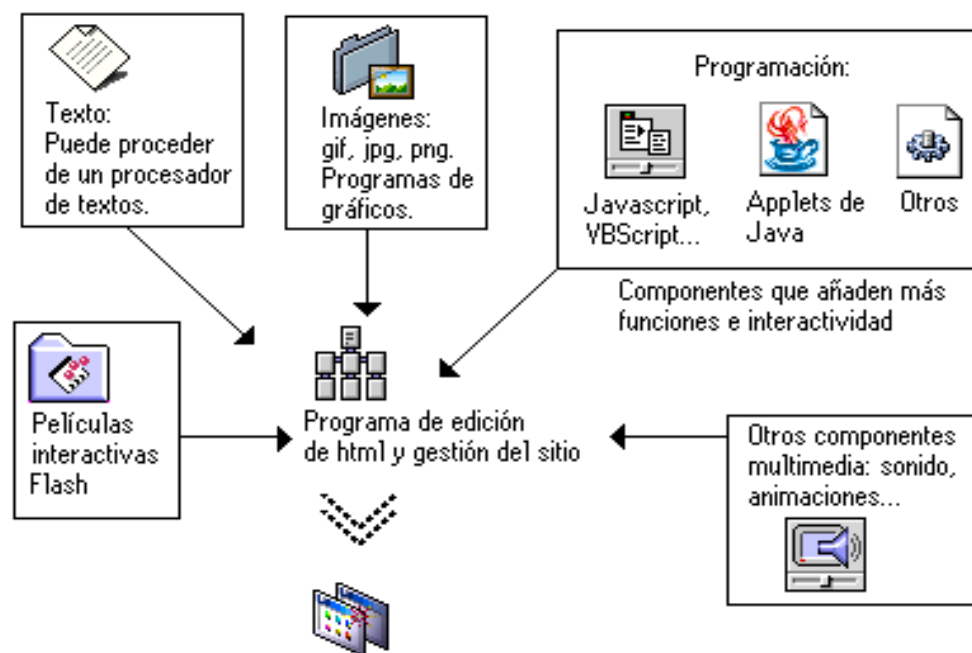 Texto:
Puede proceder
de un procesador
de textos.
Imágenes:
gif, jpg, png.
Programas de
gráficos.
Programación:
Javascript,
VBScript...
Applets de
Java
Otros
Componentes que añaden más
funciones e interactividad
Películas
interactivas
Flash
Programa de edición
de html y gestión del sitio
Otros componentes
multimedia: sonido,
animaciones...